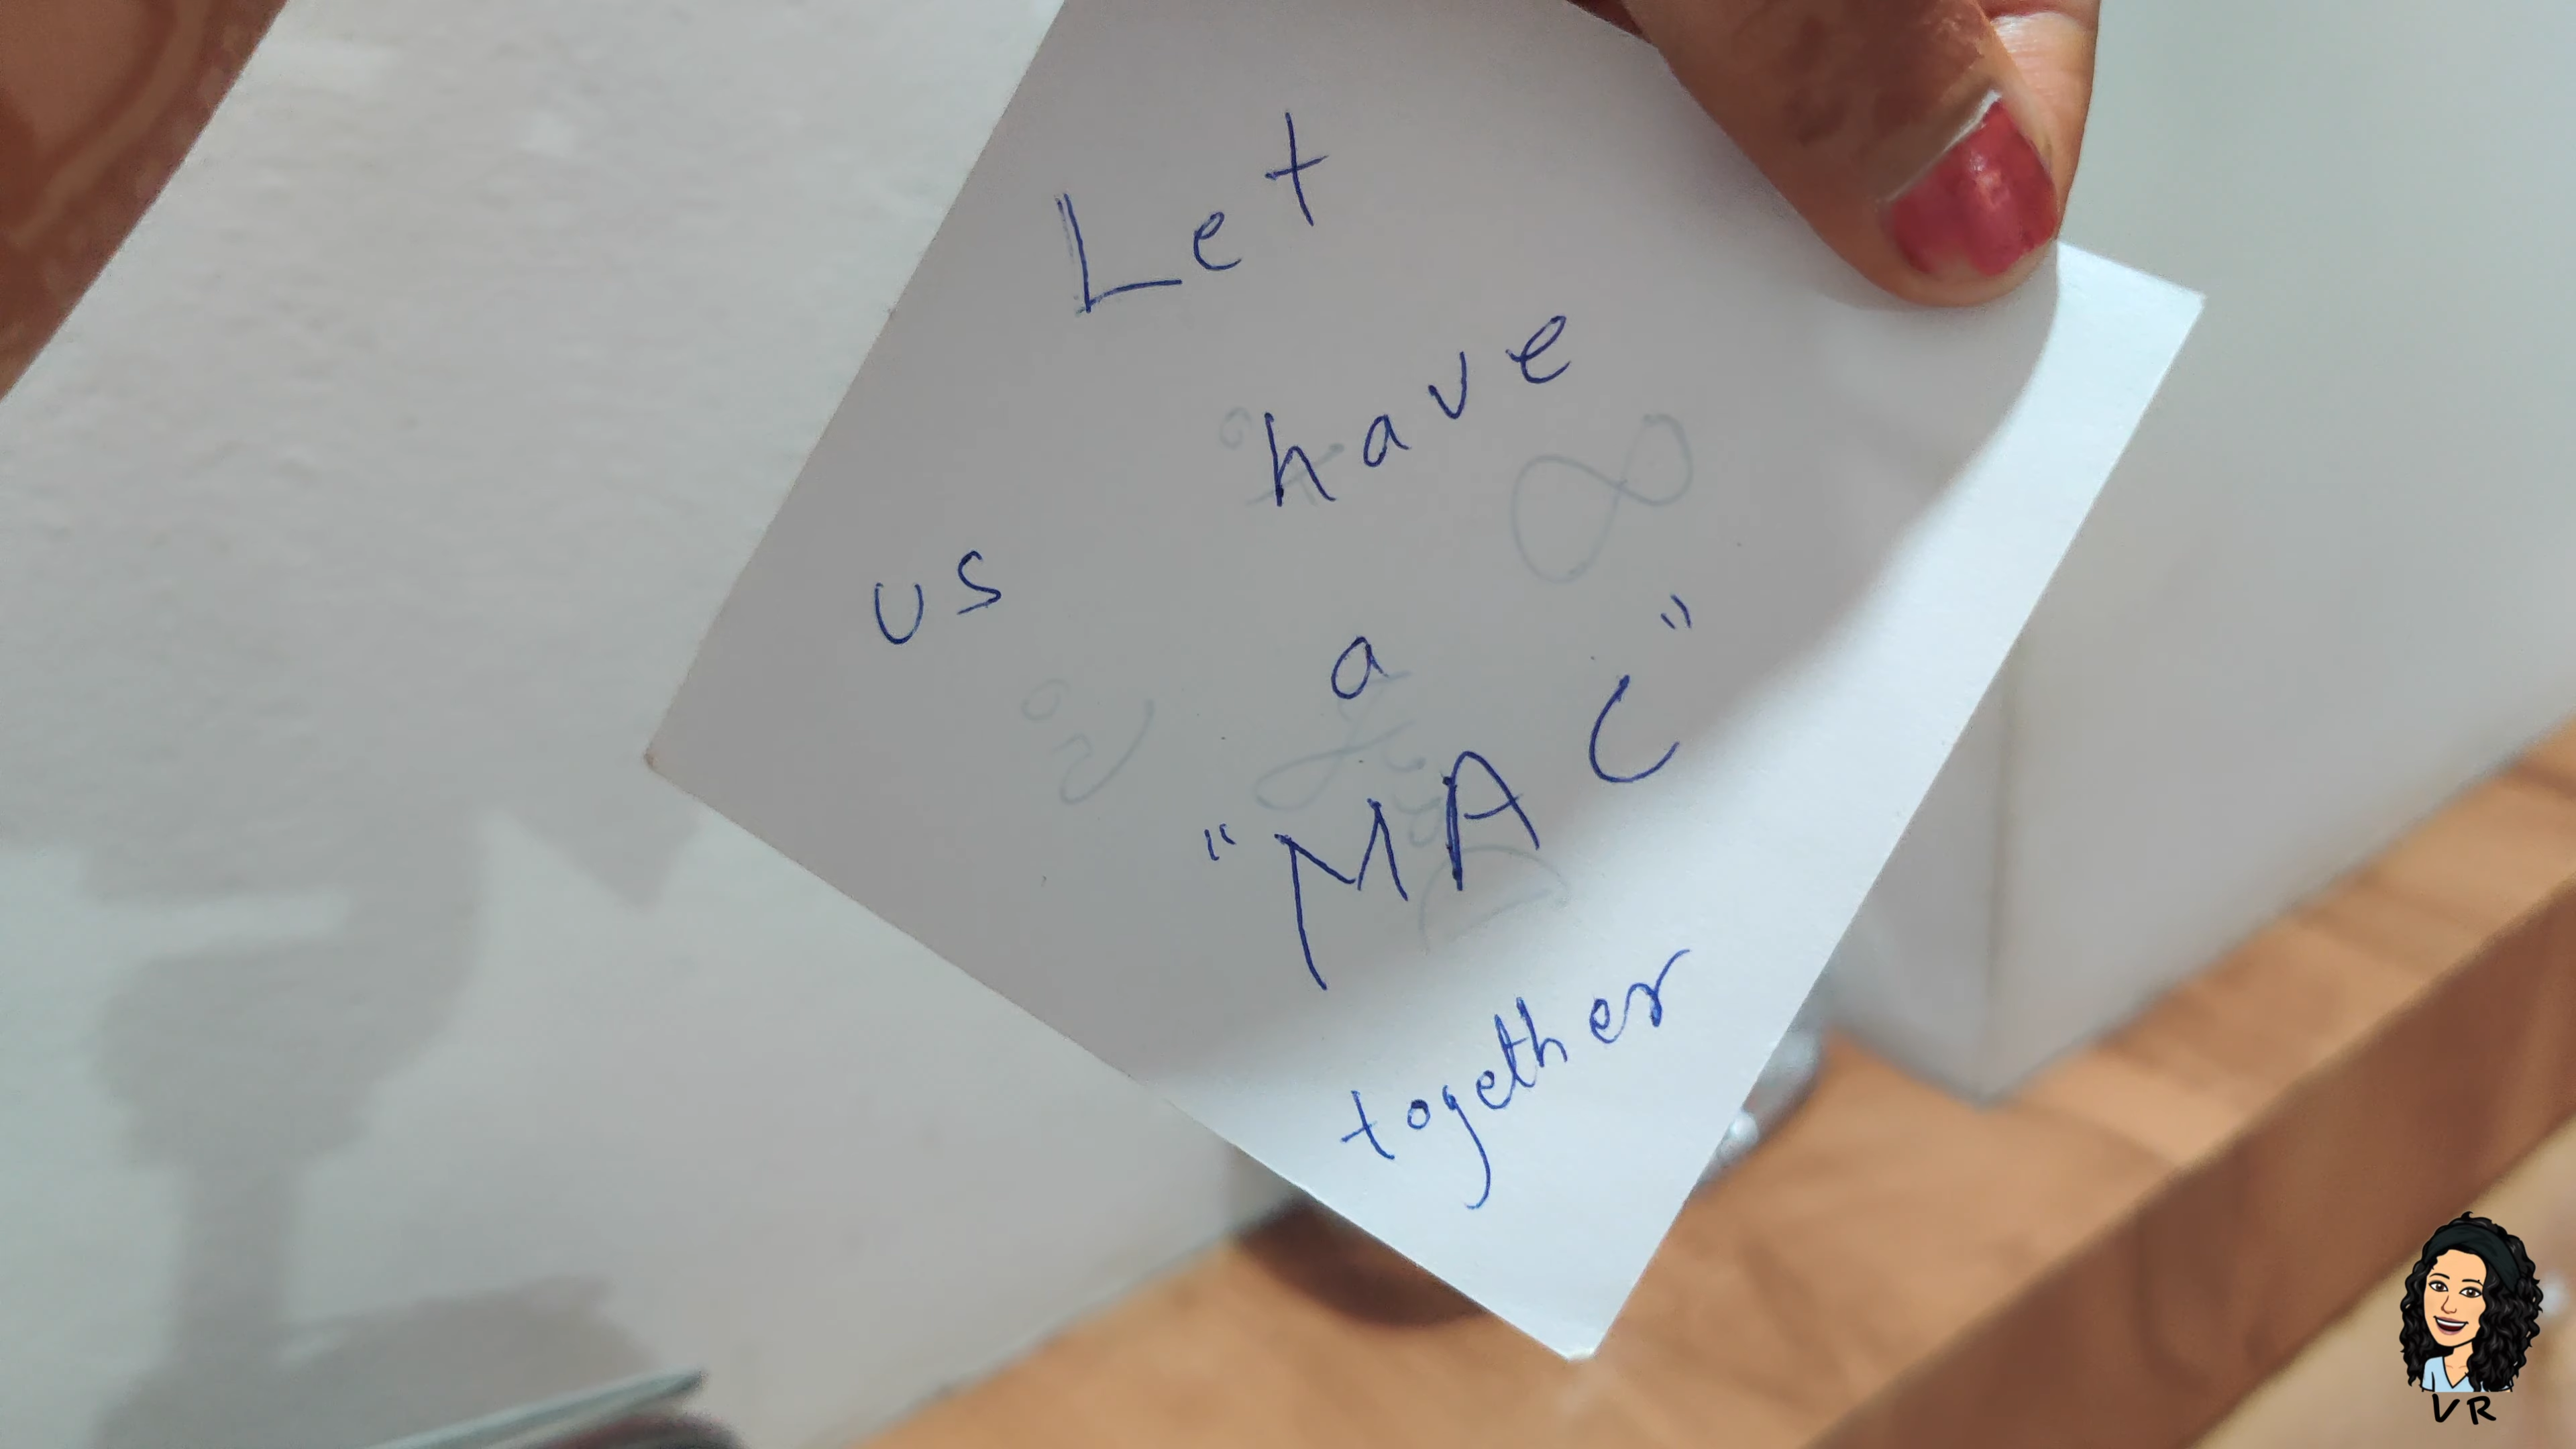 Let
us have
a
"MAC"
together
VR